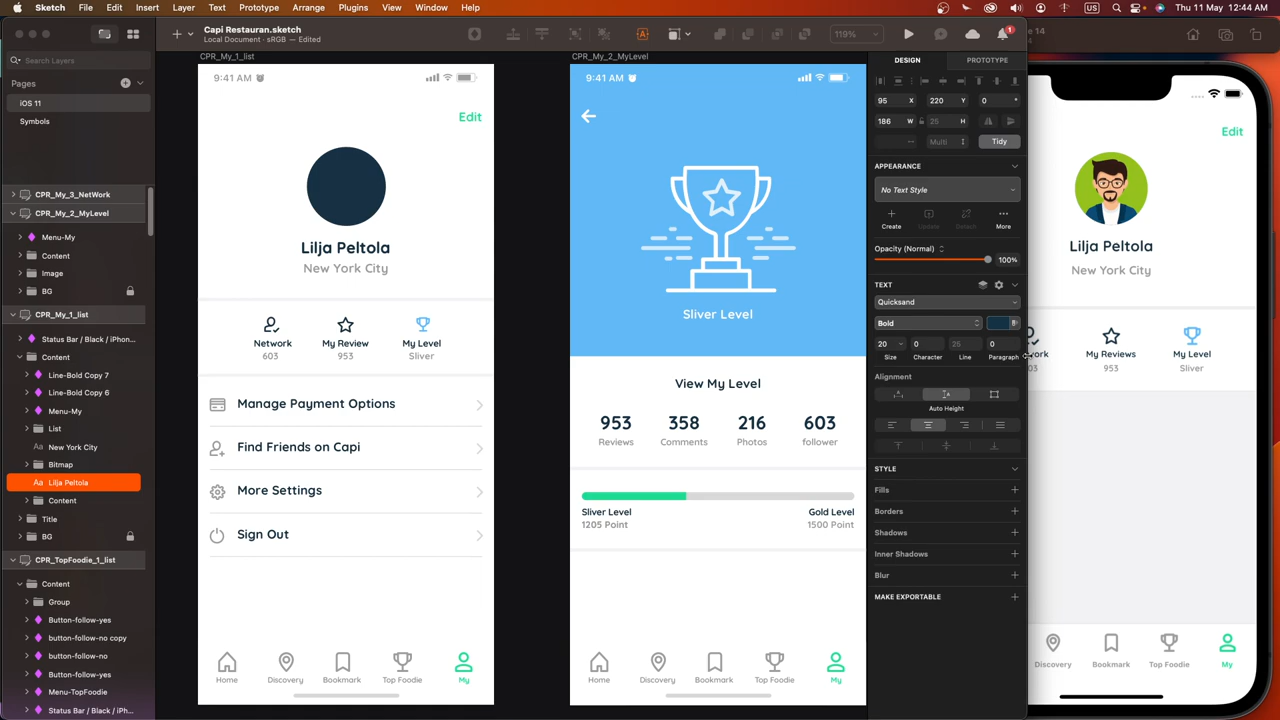 Sketch File Edit Insert Layer Text Prototype Arrange Plugins View Window Help Thu May 11 12:44 AM
Capi Restauran.sketch
Local Document • sRGB — Edited
119%
1
e 14
Search Layers
Pages
iOS 11
Symbols
CPR_My_3_NetWork
CPR_My_2_MyLevel
Menu-My
Content
Image
BG
CPR_My_1_list
Status Bar / Black / iPhon...
Content
Line-Bold Copy 7
Line-Bold Copy 6
Menu-My
List
Aa New York City
Bitmap
Aa Lilja Peltola
Content
Title
BG
CPR_TopFoodie_1_list
Content
Group
Button-follow-yes
button-follow-no copy
button-follow-no
Button-follow-yes
Menu-TopFoodie
Status Bar / Black / iPh...
CPR_My_1_list
9:41 AM
Edit
Lilja Peltola
New York City
Network My Review My Level
603 953 Sliver
Manage Payment Options
Find Friends on Capi
More Settings
Sign Out
Home Discovery Bookmark Top Foodie My
CPR_My_2_MyLevel
9:41 AM
Sliver Level
View My Level
953 358 216 603
Reviews Comments Photos follower
Sliver Level Gold Level
1205 Point 1500 Point
Home Discovery Bookmark Top Foodie My
DESIGN PROTOTYPE
95 X 220 Y 0 °
186 W 25 H
Multi Tidy
APPEARANCE
No Text Style
Create Update Detach More
Opacity (Normal) 100%
TEXT
Quicksand
Bold
20 0 25 0
Size Character Line Paragraph
Alignment
Auto Height
STYLE
Fills
Borders
Shadows
Inner Shadows
Blur
MAKE EXPORTABLE
Edit
Lilja Peltola
New York City
ork My Reviews My Level
03 953 Sliver
Discovery Bookmark Top Foodie My